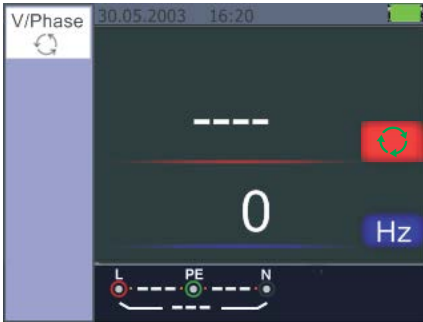 V/Phase
30.05.2003 16:20
----
0
Hz
L PE N
--- ---
---